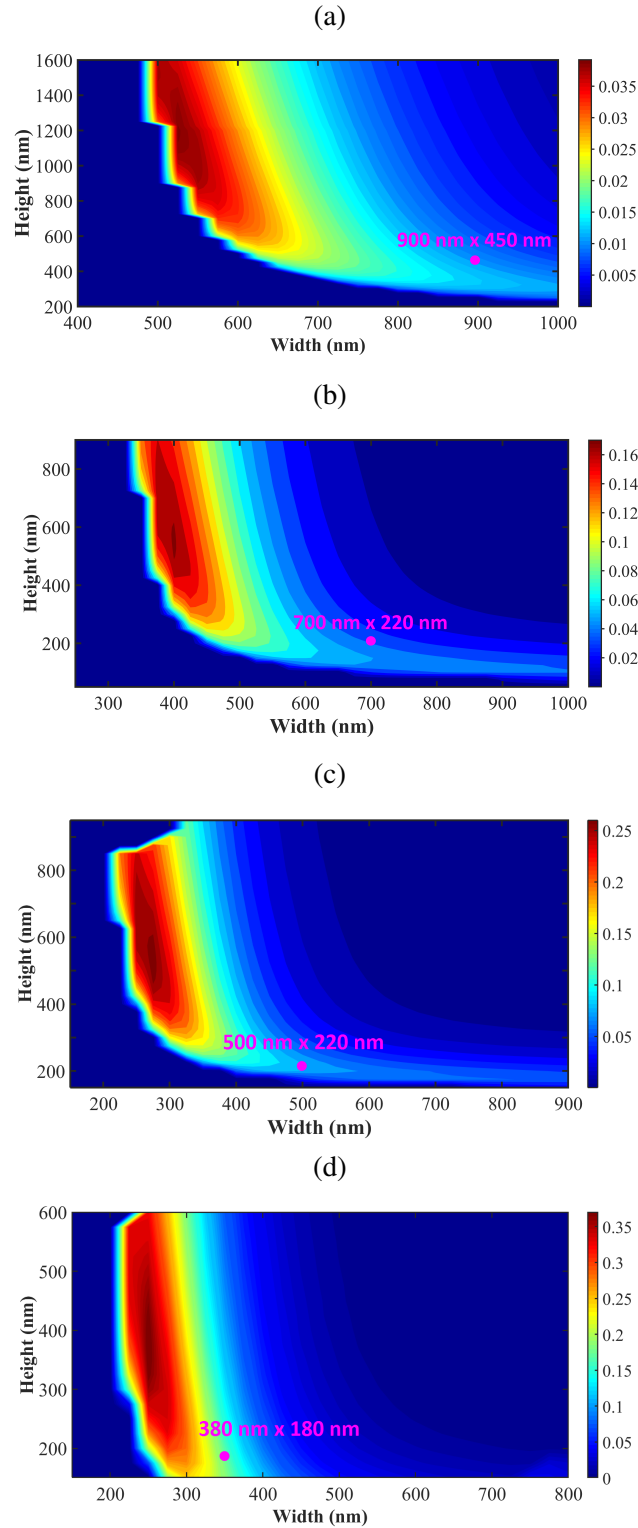 (a)
1600
1400
1200
1000
800
600
400
200
Height (nm)
900 nm x 450 nm
400 500 600 700 800 900 1000
Width (nm)
0.035
0.03
0.025
0.02
0.015
0.01
0.005
(b)
800
600
400
200
Height (nm)
700 nm x 220 nm
300 400 500 600 700 800 900 1000
Width (nm)
0.16
0.14
0.12
0.1
0.08
0.06
0.04
0.02
(c)
800
600
400
200
Height (nm)
500 nm x 220 nm
200 300 400 500 600 700 800 900
Width (nm)
0.25
0.2
0.15
0.1
0.05
(d)
600
500
400
300
200
Height (nm)
380 nm x 180 nm
200 300 400 500 600 700 800
Width (nm)
0.35
0.3
0.25
0.2
0.15
0.1
0.05
0